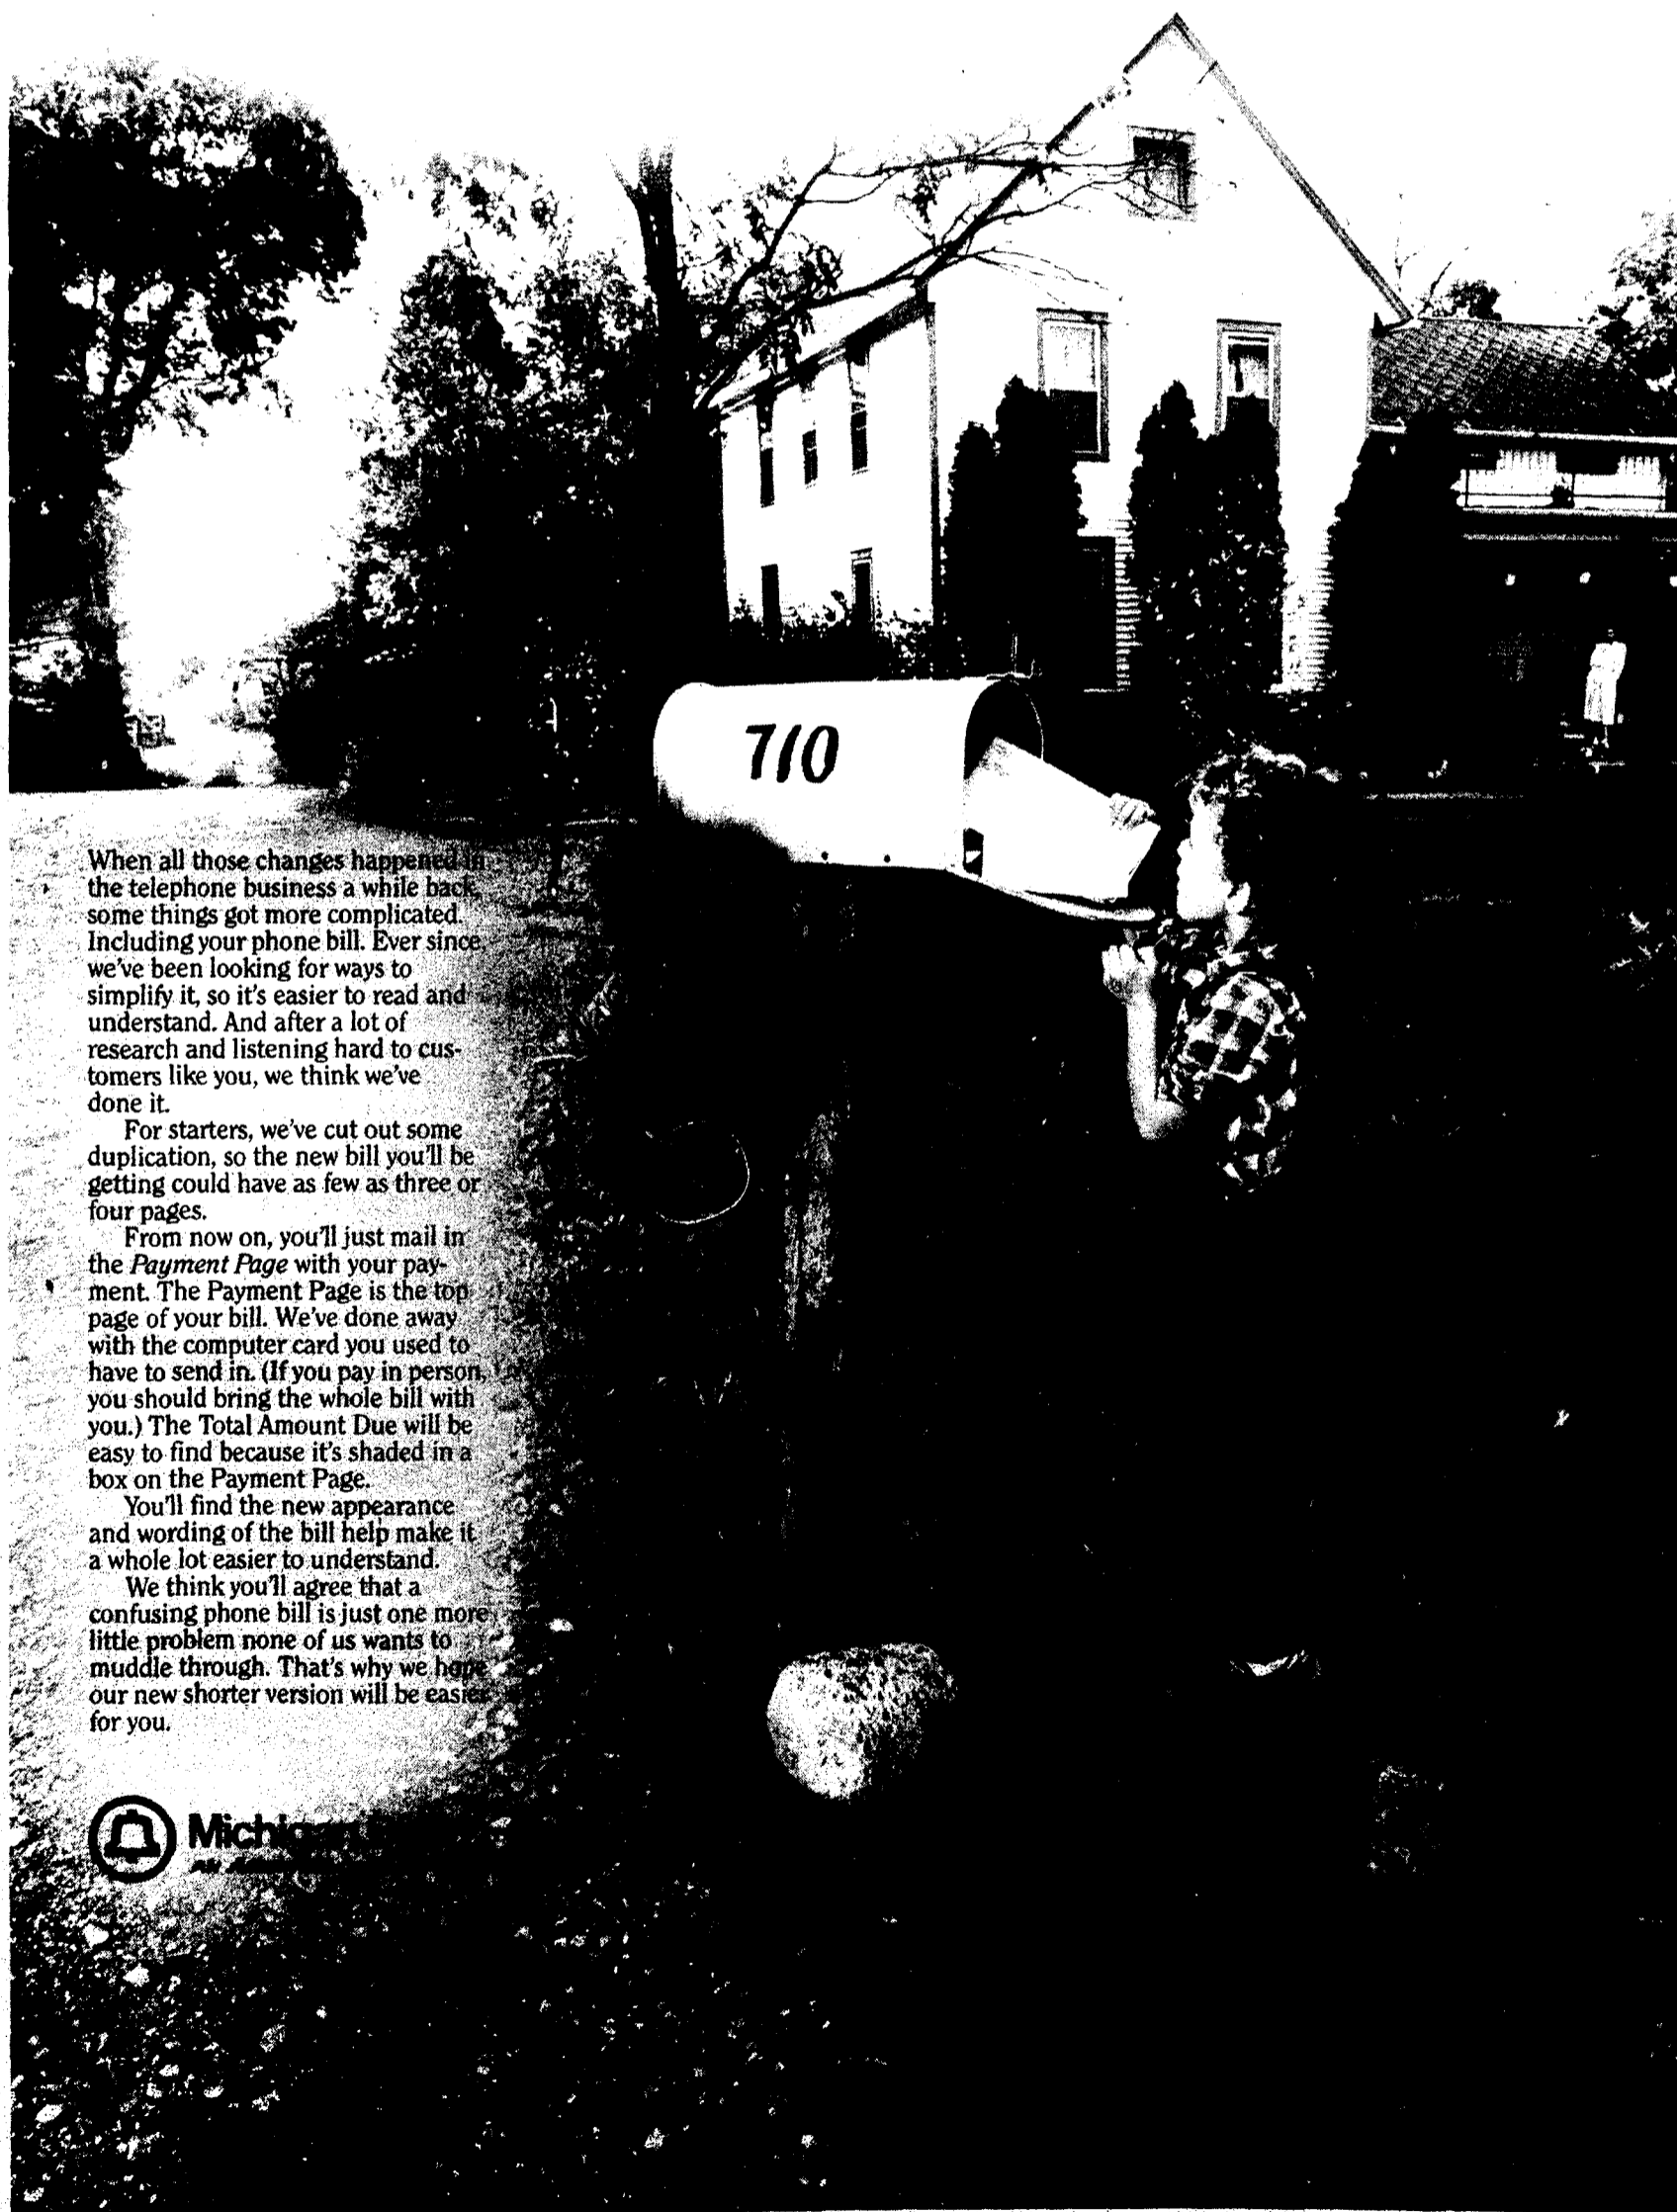 710
When all those changes happened in
the telephone business a while back,
some things got more complicated.
Including your phone bill. Ever since
we've been looking for ways to
simplify it, so it's easier to read and
understand. And after a lot of
research and listening hard to cus-
tomers like you, we think we've
done it.
For starters, we've cut out some
duplication, so the new bill you'll be
getting could have as few as three or
four pages.
From now on, you'll just mail in
the Payment Page with your pay-
ment. The Payment Page is the top
page of your bill. We've done away
with the computer card you used to
have to send in. (If you pay in person,
you should bring the whole bill with
you.) The Total Amount Due will be
easy to find because it's shaded in a
box on the Payment Page.
You'll find the new appearance
and wording of the bill help make it
a whole lot easier to understand.
We think you'll agree that a
confusing phone bill is just one more
little problem none of us wants to
muddle through. That's why we hope
our new shorter version will be easier
for you.
Michigan